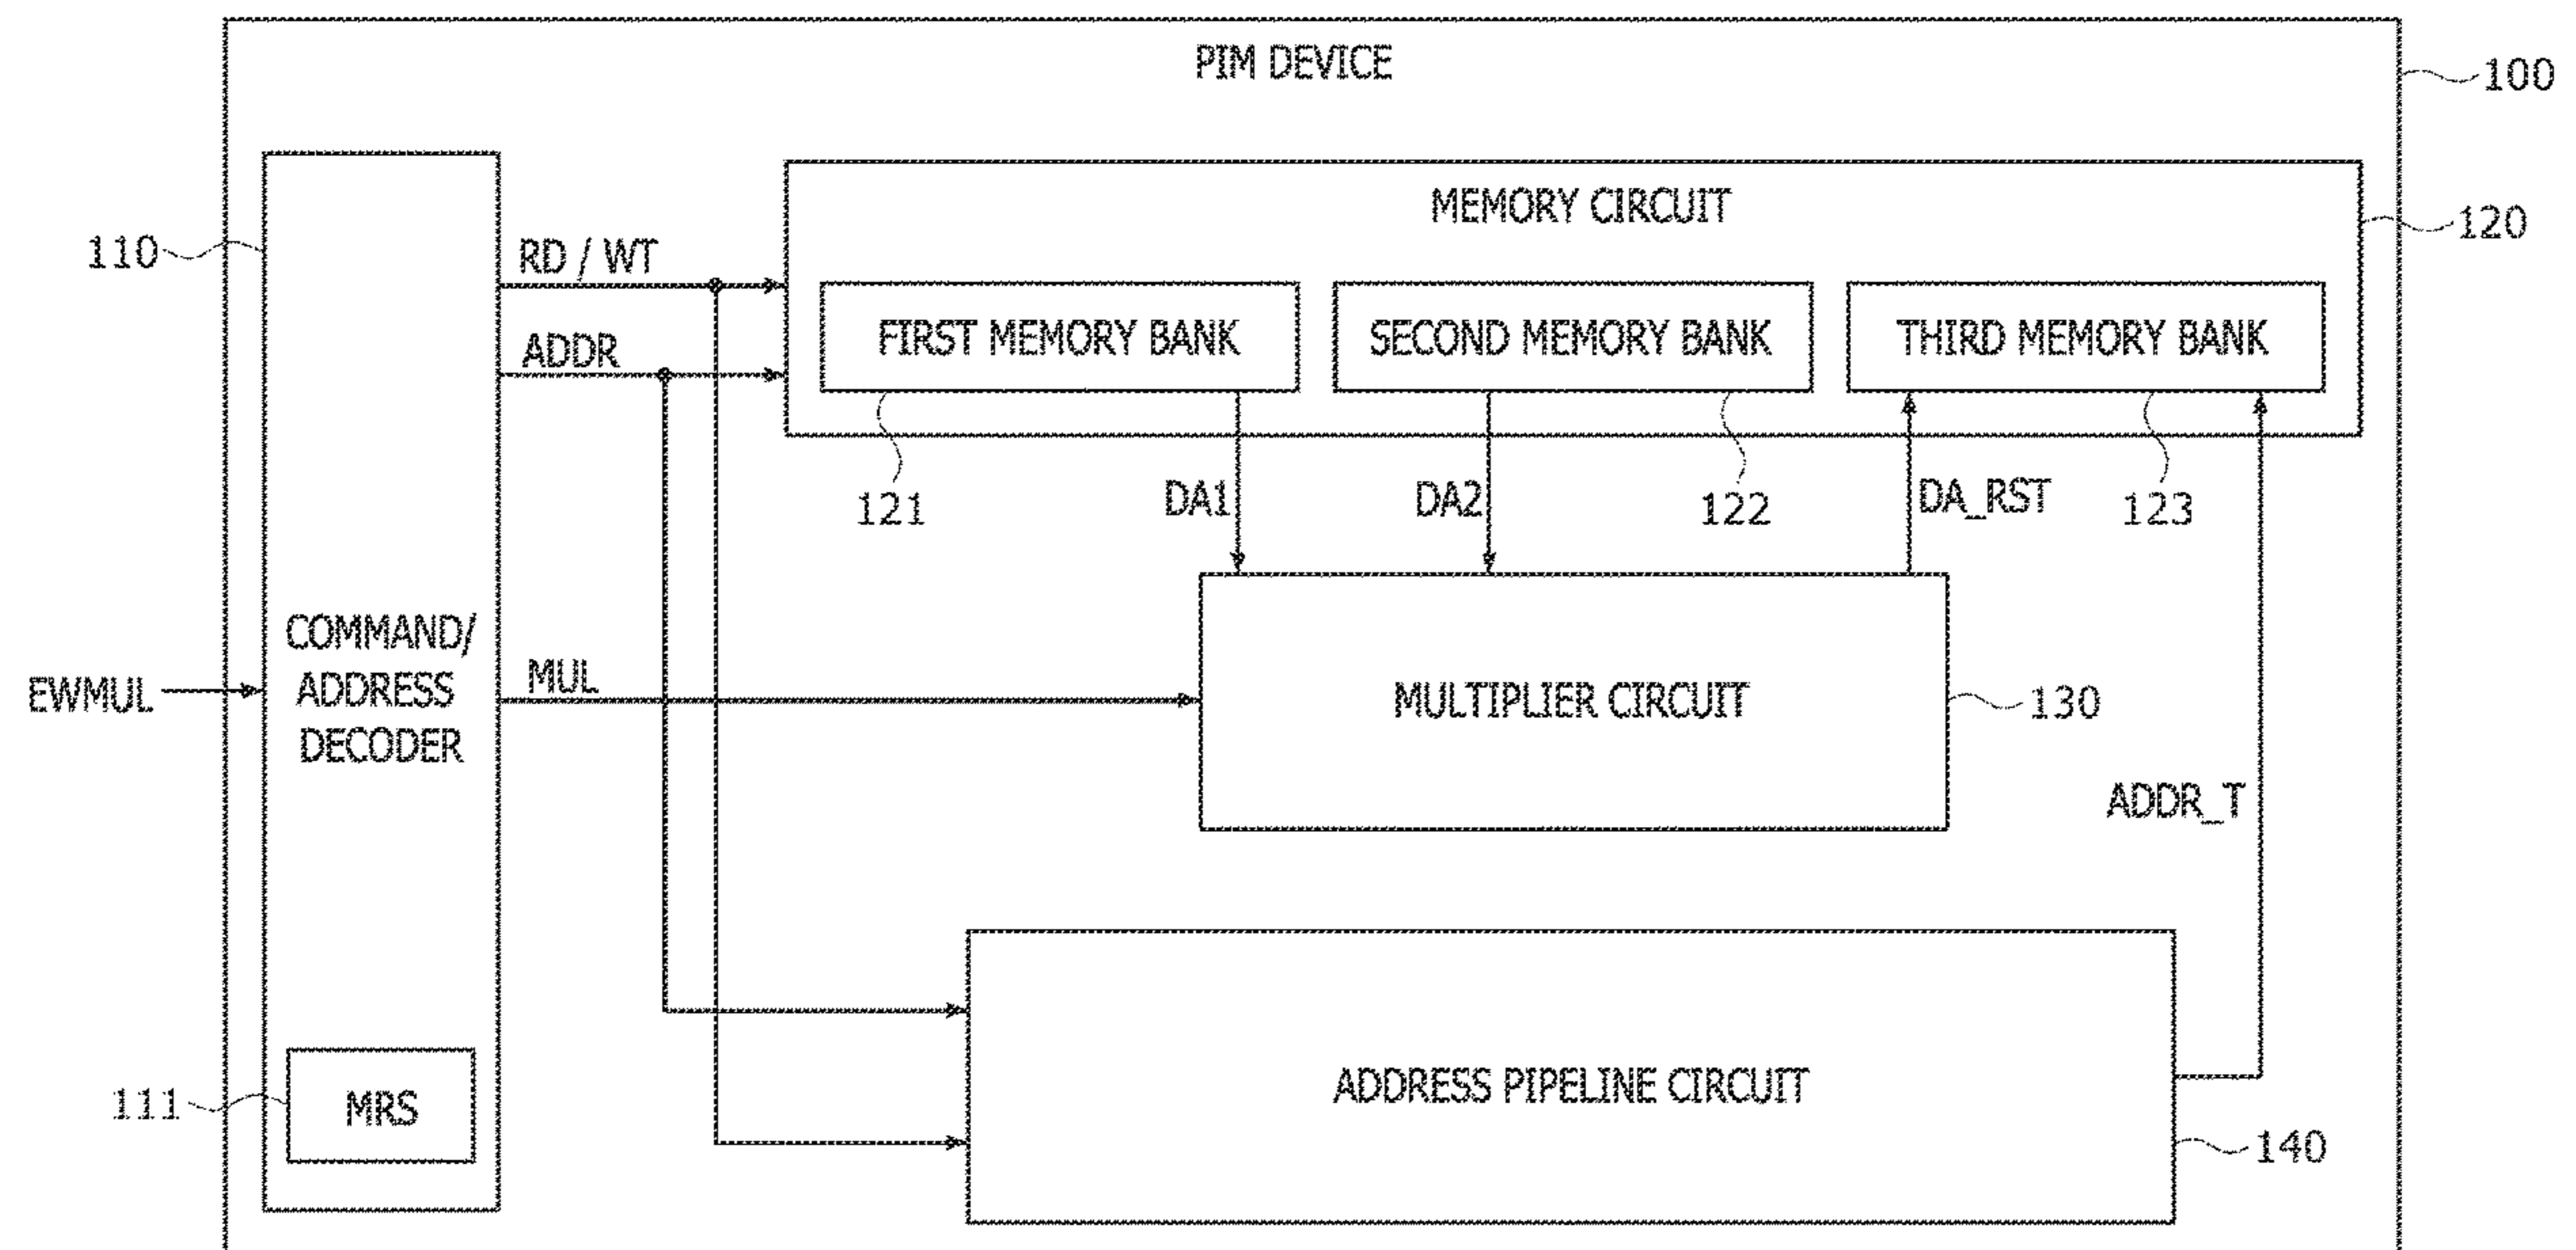 PIM DEVICE
100
MEMORY CIRCUIT
120
110
RD / WT
FIRST MEMORY BANK
SECOND MEMORY BANK
THIRD MEMORY BANK
ADDR
121
DA1
DA2
122
DA_RST
123
COMMAND/
ADDRESS
DECODER
EWMUL
MUL
MULTIPLIER CIRCUIT
130
ADDR_T
ADDRESS PIPELINE CIRCUIT
111
MRS
140